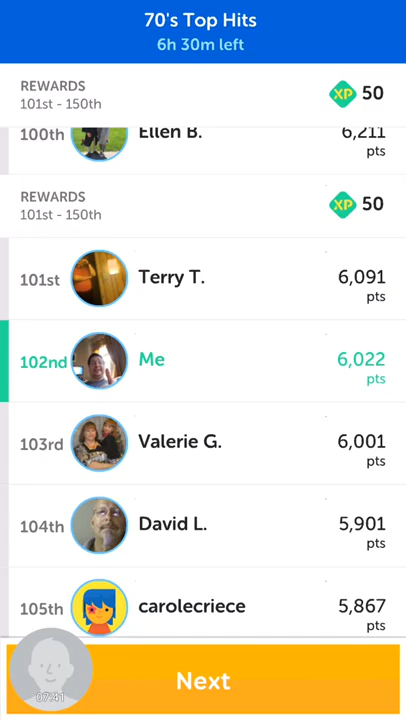 70's Top Hits
6h 30m left
REWARDS
101st - 150th
XP 50
100th Ellen B. 6,211
pts
REWARDS
101st - 150th
XP 50
101st Terry T. 6,091
pts
102nd Me 6,022
pts
103rd Valerie G. 6,001
pts
104th David L. 5,901
pts
105th carolecriece 5,867
pts
07:41
Next